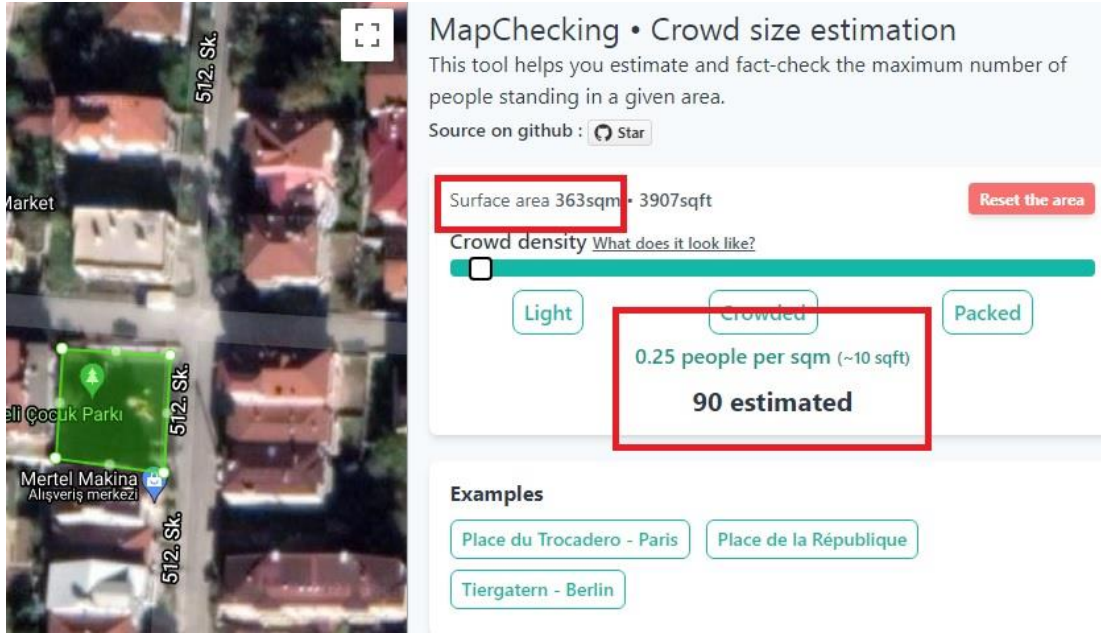 512. Sk.
Market
eli Çocuk Parkı
512. Sk.
Mertel Makina
Alışveriş merkezi
512. Sk.
MapChecking • Crowd size estimation
This tool helps you estimate and fact-check the maximum number of
people standing in a given area.
Source on github : Star
Surface area 363sqm • 3907sqft
Reset the area
Crowd density What does it look like?
Light
Crowded
Packed
0.25 people per sqm (~10 sqft)
90 estimated
Examples
Place du Trocadero - Paris
Place de la République
Tiergatern - Berlin